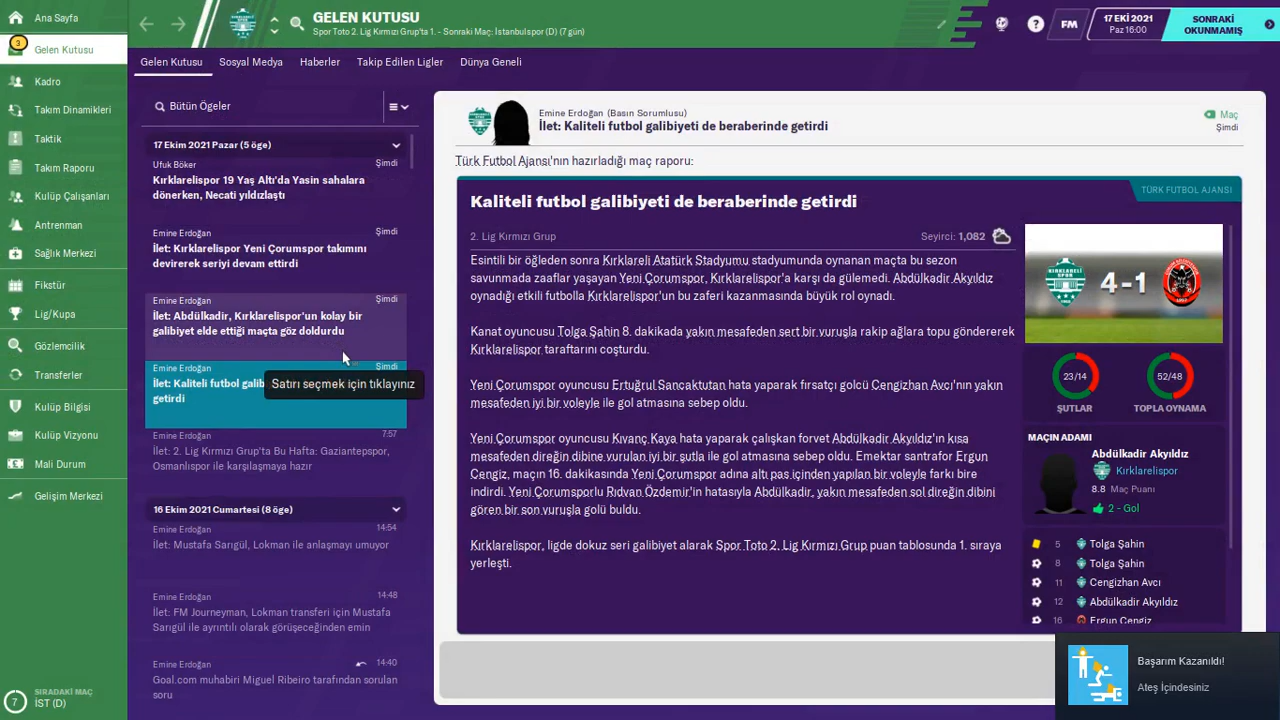 Ana Sayfa
3
Gelen Kutusu
Kadro
Takım Dinamikleri
Taktik
Takım Raporu
Kulüp Çalışanları
Antrenman
Sağlık Merkezi
Fikstür
Lig/Kupa
Gözlemcilik
Transferler
Kulüp Bilgisi
Kulüp Vizyonu
Mali Durum
Gelişim Merkezi
7
SIRADAKİ MAÇ
İST (D)
GELEN KUTUSU
Spor Toto 2. Lig Kırmızı Grup'ta 1. - Sonraki Maç: İstanbulspor (D) (7 gün)
?
FM
17 EKİ 2021
Paz 16:00
SONRAKİ
OKUNMAMIŞ
Gelen Kutusu
Sosyal Medya
Haberler
Takip Edilen Ligler
Dünya Geneli
Bütün Ögeler
17 Ekim 2021 Pazar (5 öge)
Ufuk Böker
Şimdi
Kırklarelispor 19 Yaş Altı'da Yasin sahalara
dönerken, Necati yıldızlaştı
Emine Erdoğan
Şimdi
İlet: Kırklarelispor Yeni Çorumspor takımını
devirerek seriyi devam ettirdi
Emine Erdoğan
Şimdi
İlet: Abdülkadir, Kırklarelispor'un kolay bir
galibiyet elde ettiği maçta göz doldurdu
Emine Erdoğan
Şimdi
İlet: Kaliteli futbol galib
getirdi
Satırı seçmek için tıklayınız
Emine Erdoğan
7:57
İlet: 2. Lig Kırmızı Grup'ta Bu Hafta: Gaziantepspor,
Osmanlıspor ile karşılaşmaya hazır
16 Ekim 2021 Cumartesi (8 öge)
Emine Erdoğan
14:54
İlet: Mustafa Sarıgül, Lokman ile anlaşmayı umuyor
Emine Erdoğan
14:48
İlet: FM Journeyman, Lokman transferi için Mustafa
Sarıgül ile ayrıntılı olarak görüşeceğinden emin
Emine Erdoğan
14:40
Goal.com muhabiri Miguel Ribeiro tarafından sorulan
soru
Emine Erdoğan (Basın Sorumlusu)
İlet: Kaliteli futbol galibiyeti de beraberinde getirdi
Maç
Şimdi
Türk Futbol Ajansı'nın hazırladığı maç raporu:
TÜRK FUTBOL AJANSI
Kaliteli futbol galibiyeti de beraberinde getirdi
2. Lig Kırmızı Grup
Seyirci: 1,082
Esintili bir öğleden sonra Kırklareli Atatürk Stadyumu stadyumunda oynanan maçta bu sezon
savunmada zaaflar yaşayan Yeni Çorumspor, Kırklarelispor'a karşı da gülemedi. Abdülkadir Akyıldız
oynadığı etkili futbolla Kırklarelispor'un bu zaferi kazanmasında büyük rol oynadı.
Kanat oyuncusu Tolga Şahin 8. dakikada yakın mesafeden sert bir vuruşla rakip ağlara topu göndererek
Kırklarelispor taraftarını coşturdu.
Yeni Çorumspor oyuncusu Ertuğrul Sancaktutan hata yaparak fırsatçı golcü Cengizhan Avcı'nın yakın
mesafeden iyi bir voleyle ile gol atmasına sebep oldu.
Yeni Çorumspor oyuncusu Kıvanç Kaya hata yaparak çalışkan forvet Abdülkadir Akyıldız'ın kısa
mesafeden direğin dibine vurulan iyi bir şutla ile gol atmasına sebep oldu. Emektar santrafor Ergun
Cengiz, maçın 16. dakikasında Yeni Çorumspor adına altı pas içinden yapılan bir voleyle farkı bire
indirdi. Yeni Çorumsporlu Rıdvan Özdemir'in hatasıyla Abdülkadir, yakın mesafeden sol direğin dibini
gören bir son vuruşla golü buldu.
Kırklarelispor, ligde dokuz seri galibiyet alarak Spor Toto 2. Lig Kırmızı Grup puan tablosunda 1. sıraya
yerleşti.
4-1
23/14
ŞUTLAR
52/48
TOPLA OYNAMA
MAÇIN ADAMI
Abdülkadir Akyıldız
Kırklarelispor
8.8 Maç Puanı
2 - Gol
5 Tolga Şahin
8 Tolga Şahin
11 Cengizhan Avcı
12 Abdülkadir Akyıldız
16 Ergun Cengiz
Başarım Kazanıldı!
Ateş İçindesiniz